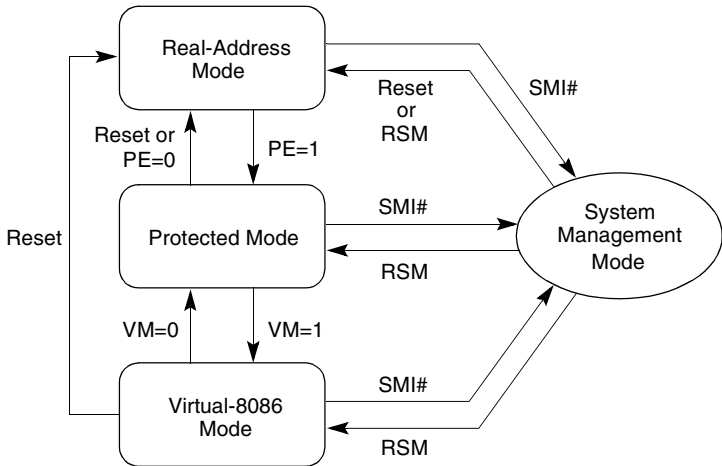 Real-Address
Mode
SMI#
Reset
or
RSM
Reset or
PE=0
PE=1
Reset
Protected Mode
SMI#
RSM
System
Management
Mode
VM=0
VM=1
Virtual-8086
Mode
SMI#
RSM